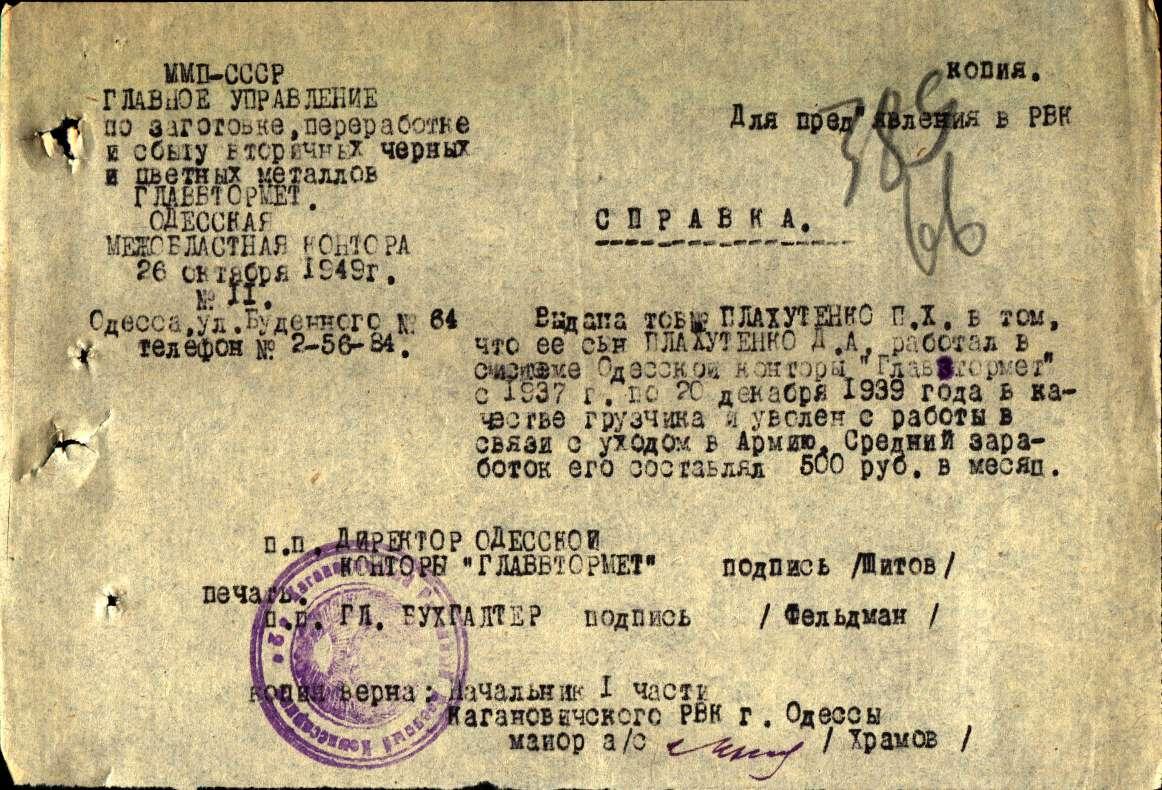 ММП-СССР
ГЛАВНОЕ УПРАВЛЕНИЕ
по заготовке, переработке
и сбыту вторичных черных
и цветных металлов
ГЛАВВТОРМЕТ.
ОДЕССКАЯ
МЕЖОБЛАСТНАЯ КОНТОРА
26 октября 1949г.
№ II.
Одесса, ул. Буденного № 64
телефон № 2-56-84.
копия.
Для пред"явления в РВК
66
СПРАВКА.
Выдана тов. ПЛАХУТЕНКО П.Х. в том,
что ее сын ПЛАХУТЕНКО Д.А. работал в
системе Одесской конторы "Главвтормет"
с 1937 г. по 20 декабря 1939 года в ка-
честве грузчика и уволен с работы в
связи с уходом в Армию. Средний зара-
боток его составлял 500 руб. в месяц.
п.п. ДИРЕКТОР ОДЕССКОЙ
КОНТОРЫ "ГЛАВВТОРМЕТ" подпись /Шитов/
печать.
п.п. ГЛ. БУХГАЛТЕР подпись / Фельдман /
копия верна: Начальник I части
Кагановичского РВК г. Одессы
майор а/с / Храмов /